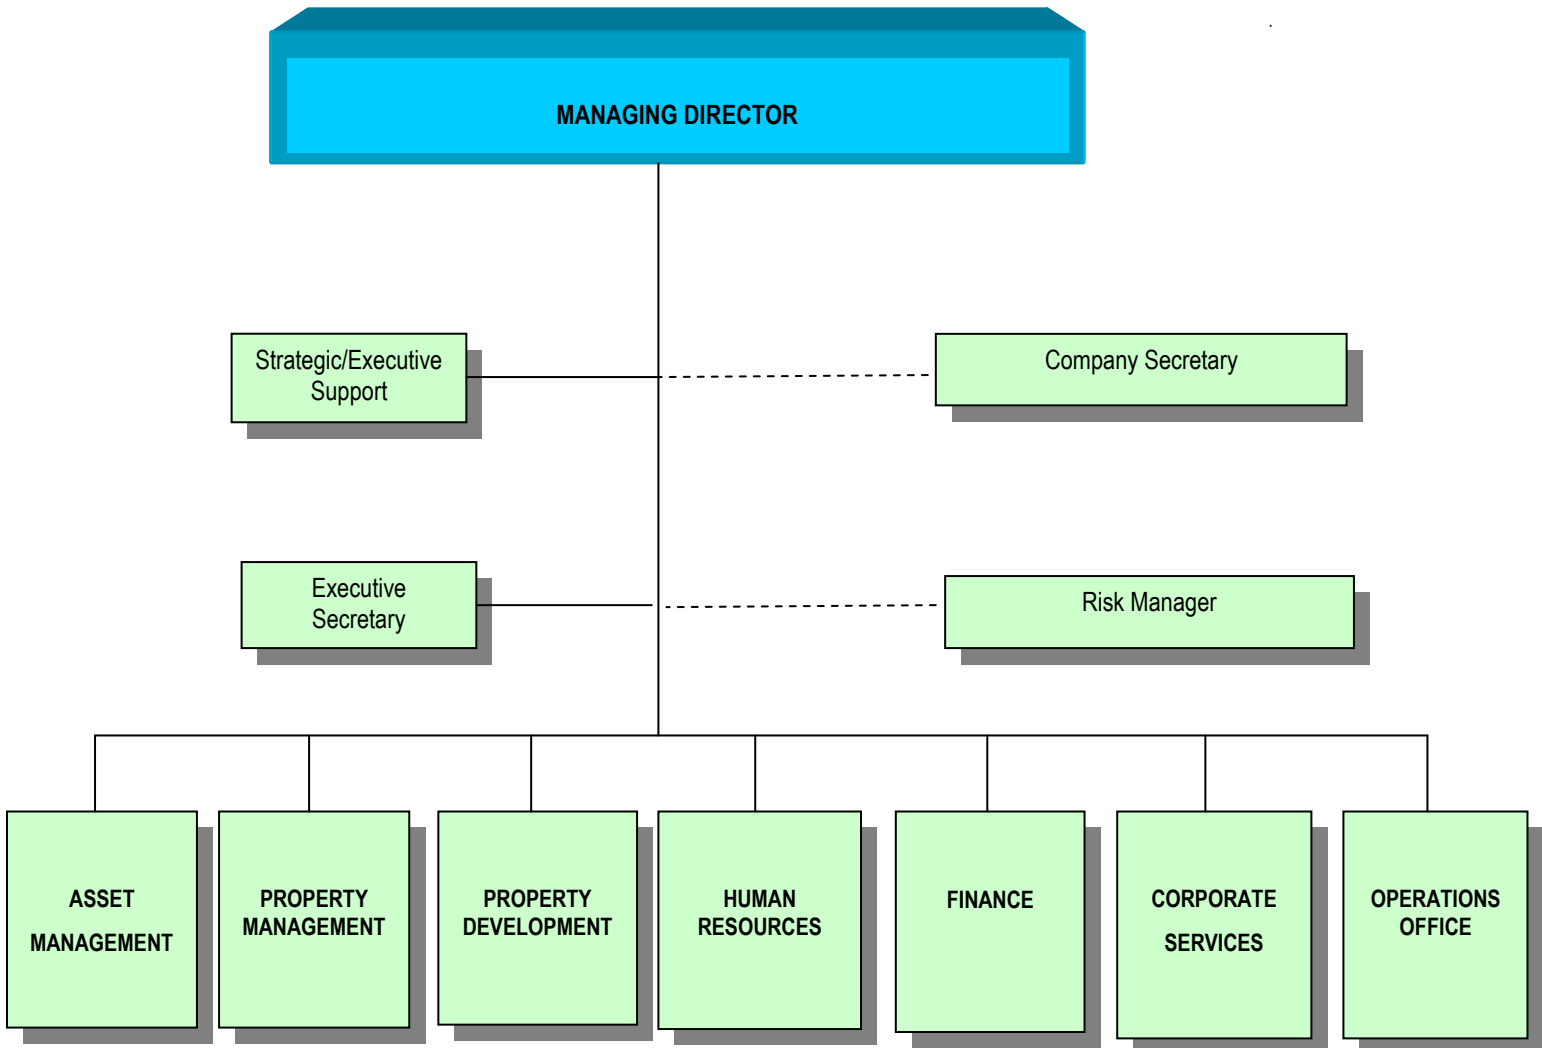 MANAGING DIRECTOR
Strategic/Executive
Support
Company Secretary
Executive
Secretary
Risk Manager
ASSET
MANAGEMENT
PROPERTY
MANAGEMENT
PROPERTY
DEVELOPMENT
HUMAN
RESOURCES
FINANCE
CORPORATE
SERVICES
OPERATIONS
OFFICE